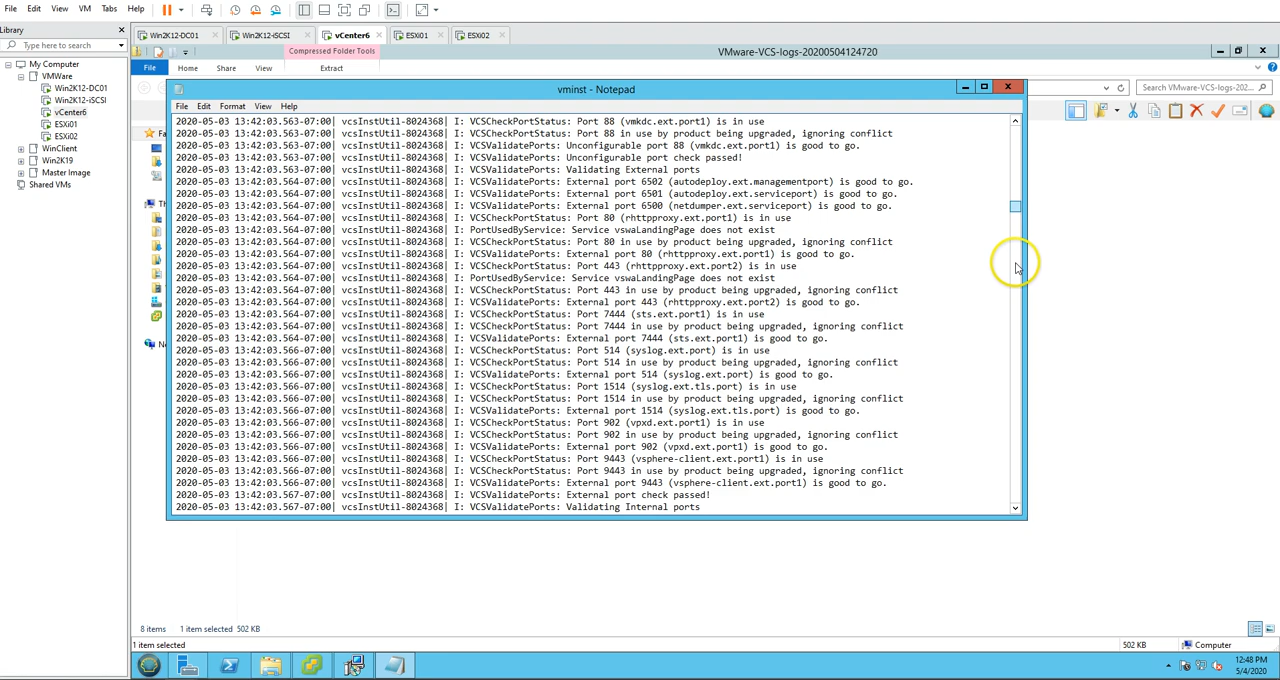 File Edit View VM Tabs Help
Library
Type here to search
My Computer
VMWare
Win2K12-DC01
Win2K12-iSCSI
vCenter6
ESXi01
ESXi02
WinClient
Win2K19
Master Image
Shared VMs
Win2K12-DC01 Win2K12-iSCSI vCenter6 ESXi01 ESXi02
Compressed Folder Tools
VMware-VCS-logs-20200504124720
File Home Share View Extract
Search VMware-VCS-logs-202...
vminst - Notepad
File Edit Format View Help
2020-05-03 13:42:03.563-07:00| vcsInstUtil-8024368| I: VCSCheckPortStatus: Port 88 (vmkdc.ext.port1) is in use
2020-05-03 13:42:03.563-07:00| vcsInstUtil-8024368| I: VCSCheckPortStatus: Port 88 in use by product being upgraded, ignoring conflict
2020-05-03 13:42:03.563-07:00| vcsInstUtil-8024368| I: VCSValidatePorts: Unconfigurable port 88 (vmkdc.ext.port1) is good to go.
2020-05-03 13:42:03.563-07:00| vcsInstUtil-8024368| I: VCSValidatePorts: Unconfigurable port check passed!
2020-05-03 13:42:03.563-07:00| vcsInstUtil-8024368| I: VCSValidatePorts: Validating External ports
2020-05-03 13:42:03.564-07:00| vcsInstUtil-8024368| I: VCSValidatePorts: External port 6502 (autodeploy.ext.managementport) is good to go.
2020-05-03 13:42:03.564-07:00| vcsInstUtil-8024368| I: VCSValidatePorts: External port 6501 (autodeploy.ext.serviceport) is good to go.
2020-05-03 13:42:03.564-07:00| vcsInstUtil-8024368| I: VCSValidatePorts: External port 6500 (netdumper.ext.serviceport) is good to go.
2020-05-03 13:42:03.564-07:00| vcsInstUtil-8024368| I: VCSCheckPortStatus: Port 80 (rhttpproxy.ext.port1) is in use
2020-05-03 13:42:03.564-07:00| vcsInstUtil-8024368| I: PortUsedByService: Service vswaLandingPage does not exist
2020-05-03 13:42:03.564-07:00| vcsInstUtil-8024368| I: VCSCheckPortStatus: Port 80 in use by product being upgraded, ignoring conflict
2020-05-03 13:42:03.564-07:00| vcsInstUtil-8024368| I: VCSValidatePorts: External port 80 (rhttpproxy.ext.port1) is good to go.
2020-05-03 13:42:03.564-07:00| vcsInstUtil-8024368| I: VCSCheckPortStatus: Port 443 (rhttpproxy.ext.port2) is in use
2020-05-03 13:42:03.564-07:00| vcsInstUtil-8024368| I: PortUsedByService: Service vswaLandingPage does not exist
2020-05-03 13:42:03.564-07:00| vcsInstUtil-8024368| I: VCSCheckPortStatus: Port 443 in use by product being upgraded, ignoring conflict
2020-05-03 13:42:03.564-07:00| vcsInstUtil-8024368| I: VCSValidatePorts: External port 443 (rhttpproxy.ext.port2) is good to go.
2020-05-03 13:42:03.564-07:00| vcsInstUtil-8024368| I: VCSCheckPortStatus: Port 7444 (sts.ext.port1) is in use
2020-05-03 13:42:03.564-07:00| vcsInstUtil-8024368| I: VCSCheckPortStatus: Port 7444 in use by product being upgraded, ignoring conflict
2020-05-03 13:42:03.564-07:00| vcsInstUtil-8024368| I: VCSValidatePorts: External port 7444 (sts.ext.port1) is good to go.
2020-05-03 13:42:03.566-07:00| vcsInstUtil-8024368| I: VCSCheckPortStatus: Port 514 (syslog.ext.port) is in use
2020-05-03 13:42:03.566-07:00| vcsInstUtil-8024368| I: VCSCheckPortStatus: Port 514 in use by product being upgraded, ignoring conflict
2020-05-03 13:42:03.566-07:00| vcsInstUtil-8024368| I: VCSValidatePorts: External port 514 (syslog.ext.port) is good to go.
2020-05-03 13:42:03.566-07:00| vcsInstUtil-8024368| I: VCSCheckPortStatus: Port 1514 (syslog.ext.tls.port) is in use
2020-05-03 13:42:03.566-07:00| vcsInstUtil-8024368| I: VCSCheckPortStatus: Port 1514 in use by product being upgraded, ignoring conflict
2020-05-03 13:42:03.566-07:00| vcsInstUtil-8024368| I: VCSValidatePorts: External port 1514 (syslog.ext.tls.port) is good to go.
2020-05-03 13:42:03.566-07:00| vcsInstUtil-8024368| I: VCSCheckPortStatus: Port 902 (vpxd.ext.port1) is in use
2020-05-03 13:42:03.566-07:00| vcsInstUtil-8024368| I: VCSCheckPortStatus: Port 902 in use by product being upgraded, ignoring conflict
2020-05-03 13:42:03.566-07:00| vcsInstUtil-8024368| I: VCSValidatePorts: External port 902 (vpxd.ext.port1) is good to go.
2020-05-03 13:42:03.566-07:00| vcsInstUtil-8024368| I: VCSCheckPortStatus: Port 9443 (vsphere-client.ext.port1) is in use
2020-05-03 13:42:03.566-07:00| vcsInstUtil-8024368| I: VCSCheckPortStatus: Port 9443 in use by product being upgraded, ignoring conflict
2020-05-03 13:42:03.566-07:00| vcsInstUtil-8024368| I: VCSValidatePorts: External port 9443 (vsphere-client.ext.port1) is good to go.
2020-05-03 13:42:03.567-07:00| vcsInstUtil-8024368| I: VCSValidatePorts: External port check passed!
2020-05-03 13:42:03.567-07:00| vcsInstUtil-8024368| I: VCSValidatePorts: Validating Internal ports
8 items 1 item selected 502 KB
1 item selected 502 KB Computer
12:48 PM
5/4/2020